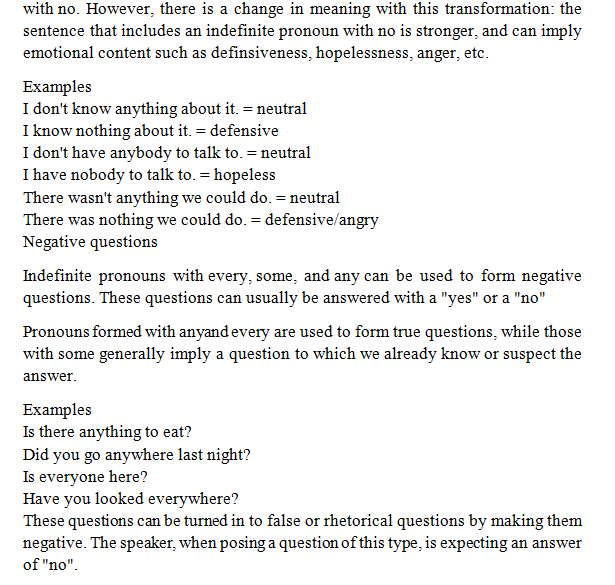 with no. However, there is a change in meaning with this transformation: the
sentence that includes an indefinite pronoun with no is stronger, and can imply
emotional content such as definsiveness, hopelessness, anger, etc.
Examples
I don't know anything about it. = neutral
I know nothing about it. = defensive
I don't have anybody to talk to. = neutral
I have nobody to talk to. = hopeless
There wasn't anything we could do. = neutral
There was nothing we could do. = defensive/angry
Negative questions
Indefinite pronouns with every, some, and any can be used to form negative
questions. These questions can usually be answered with a "yes" or a "no"
Pronouns formed with anyand every are used to form true questions, while those
with some generally imply a question to which we already know or suspect the
answer.
Examples
Is there anything to eat?
Did you go anywhere last night?
Is everyone here?
Have you looked everywhere?
These questions can be turned in to false or rhetorical questions by making them
negative. The speaker, when posing a question of this type, is expecting an answer
of "no".